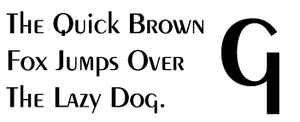 The Quick Brown
Fox Jumps Over
The Lazy Dog.
G